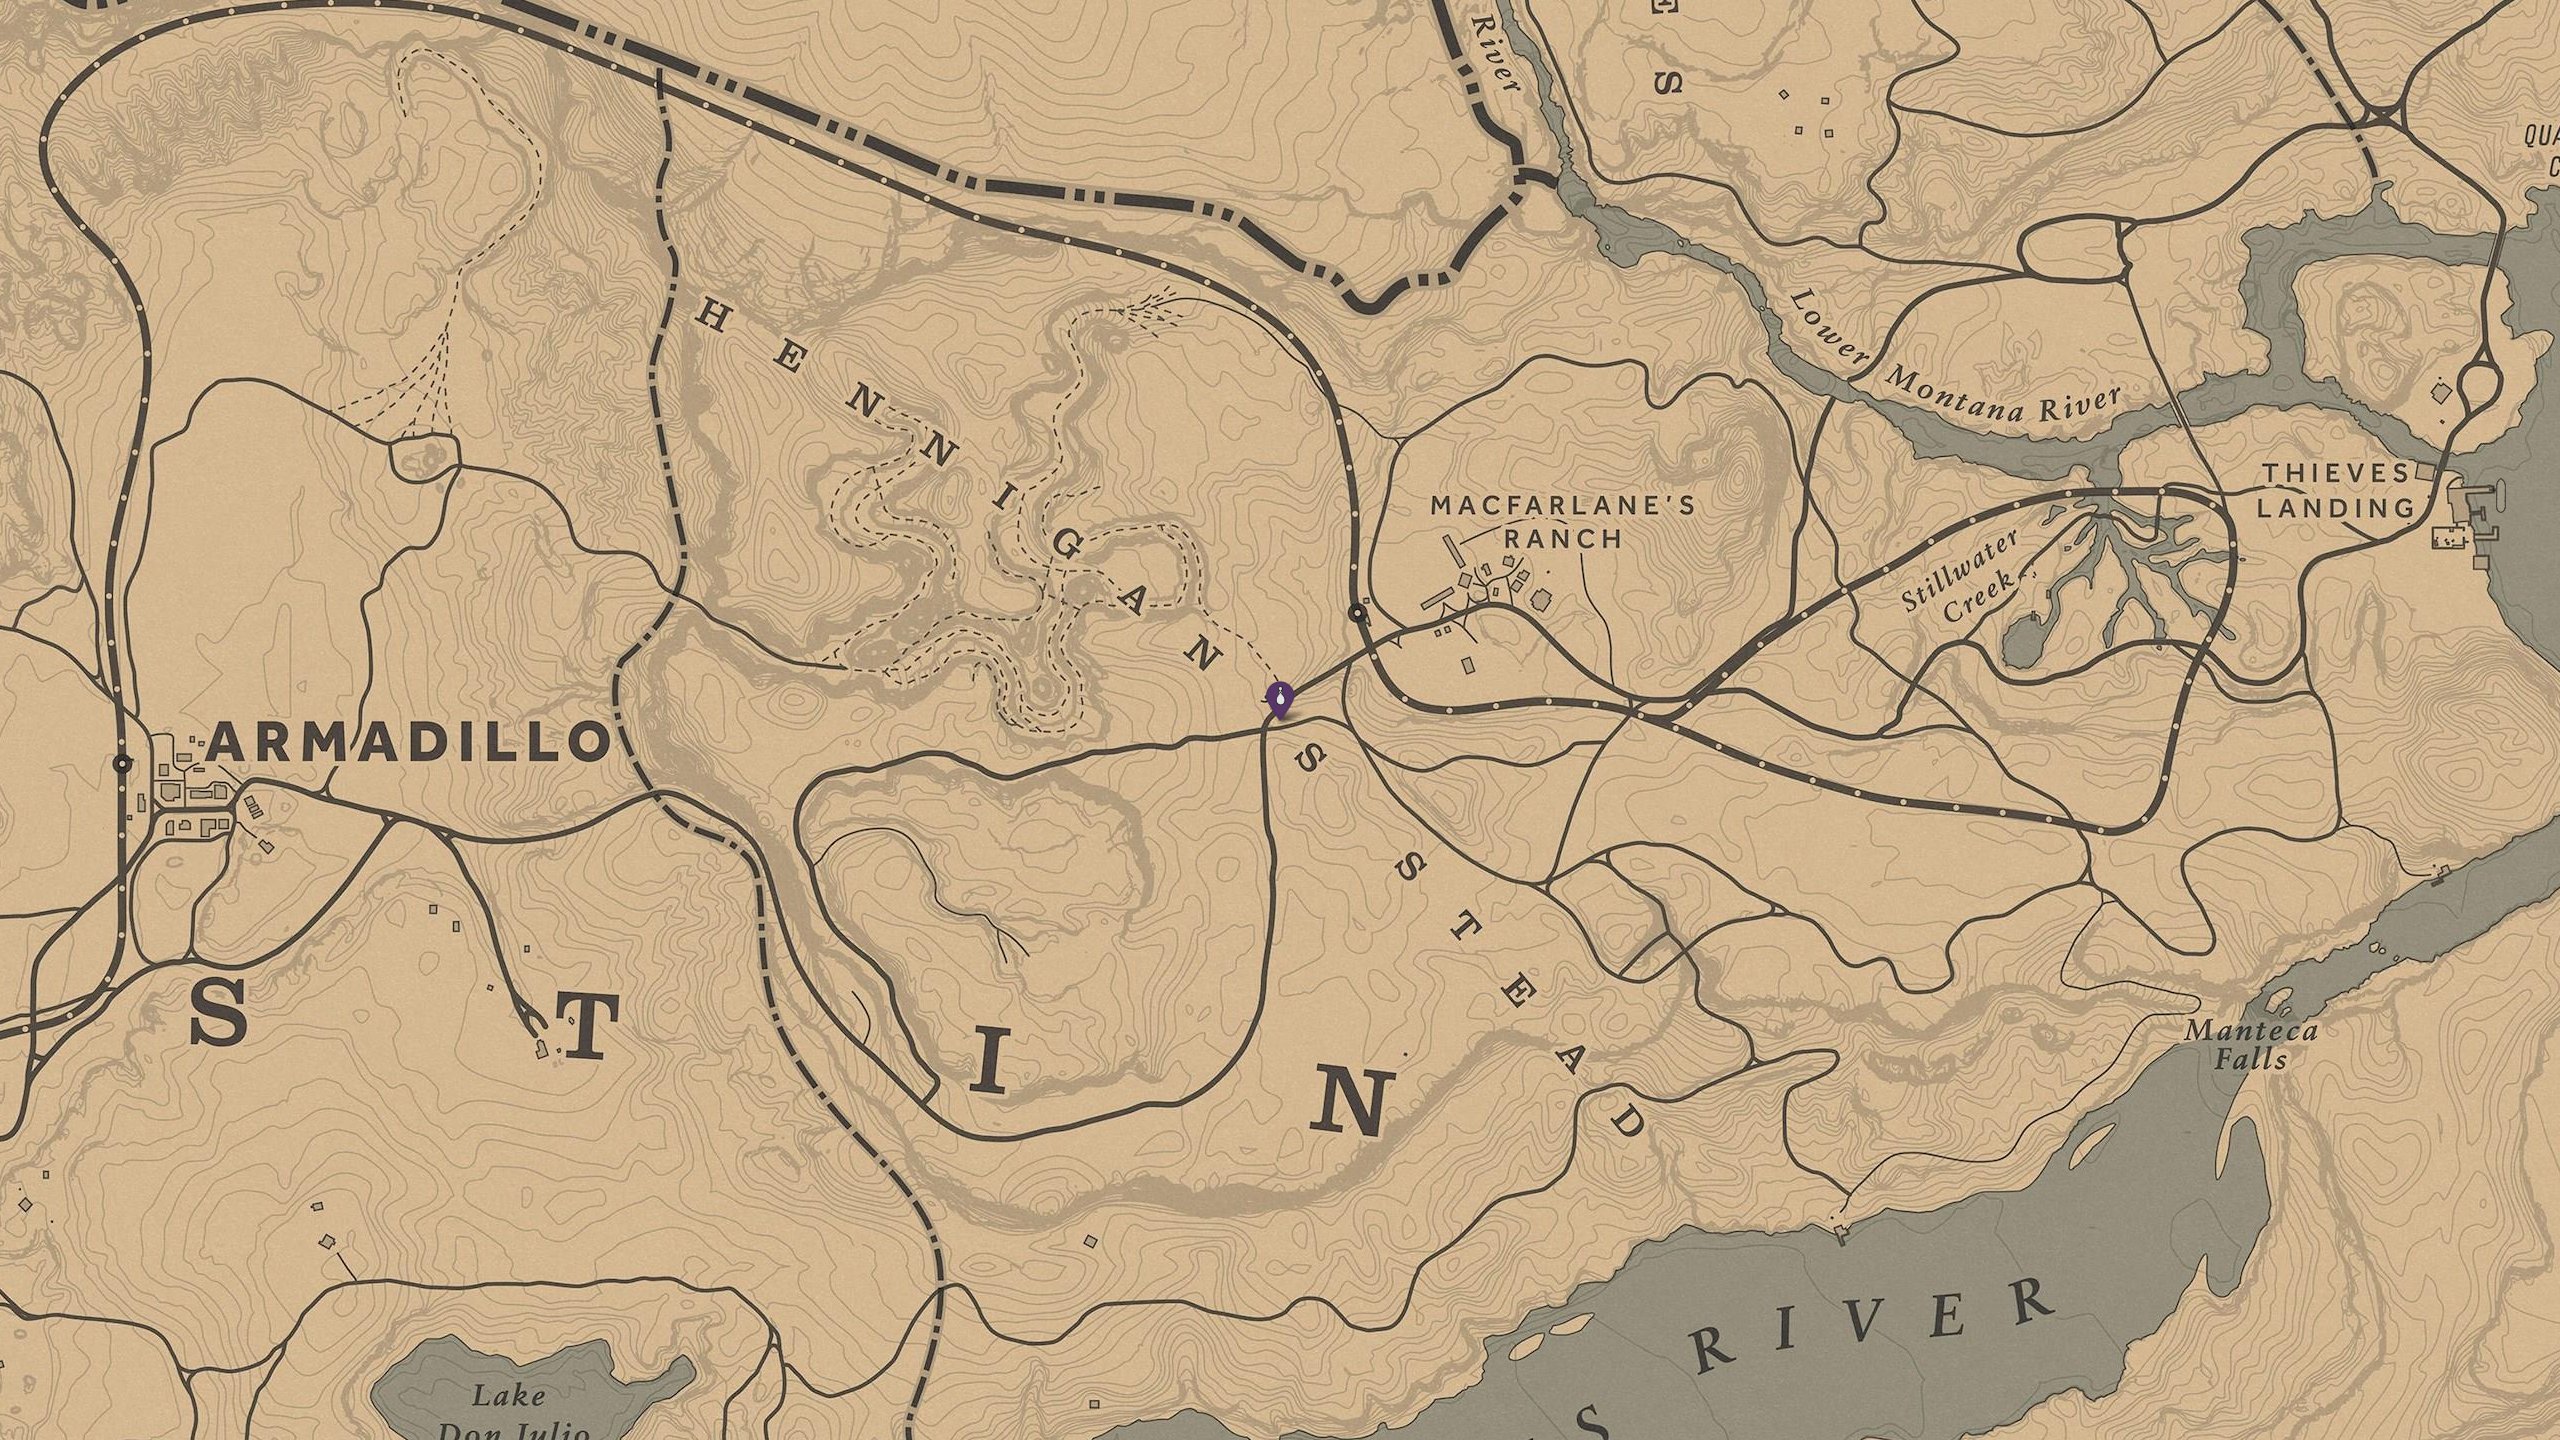 River
E
S
QUA
C
HENNIGAN'S STEAD
Lower Montana River
MACFARLANE'S
RANCH
THIEVES
LANDING
Stillwater
Creek
ARMADILLO
S T I N
Manteca
Falls
S RIVER
Lake
Don Julio